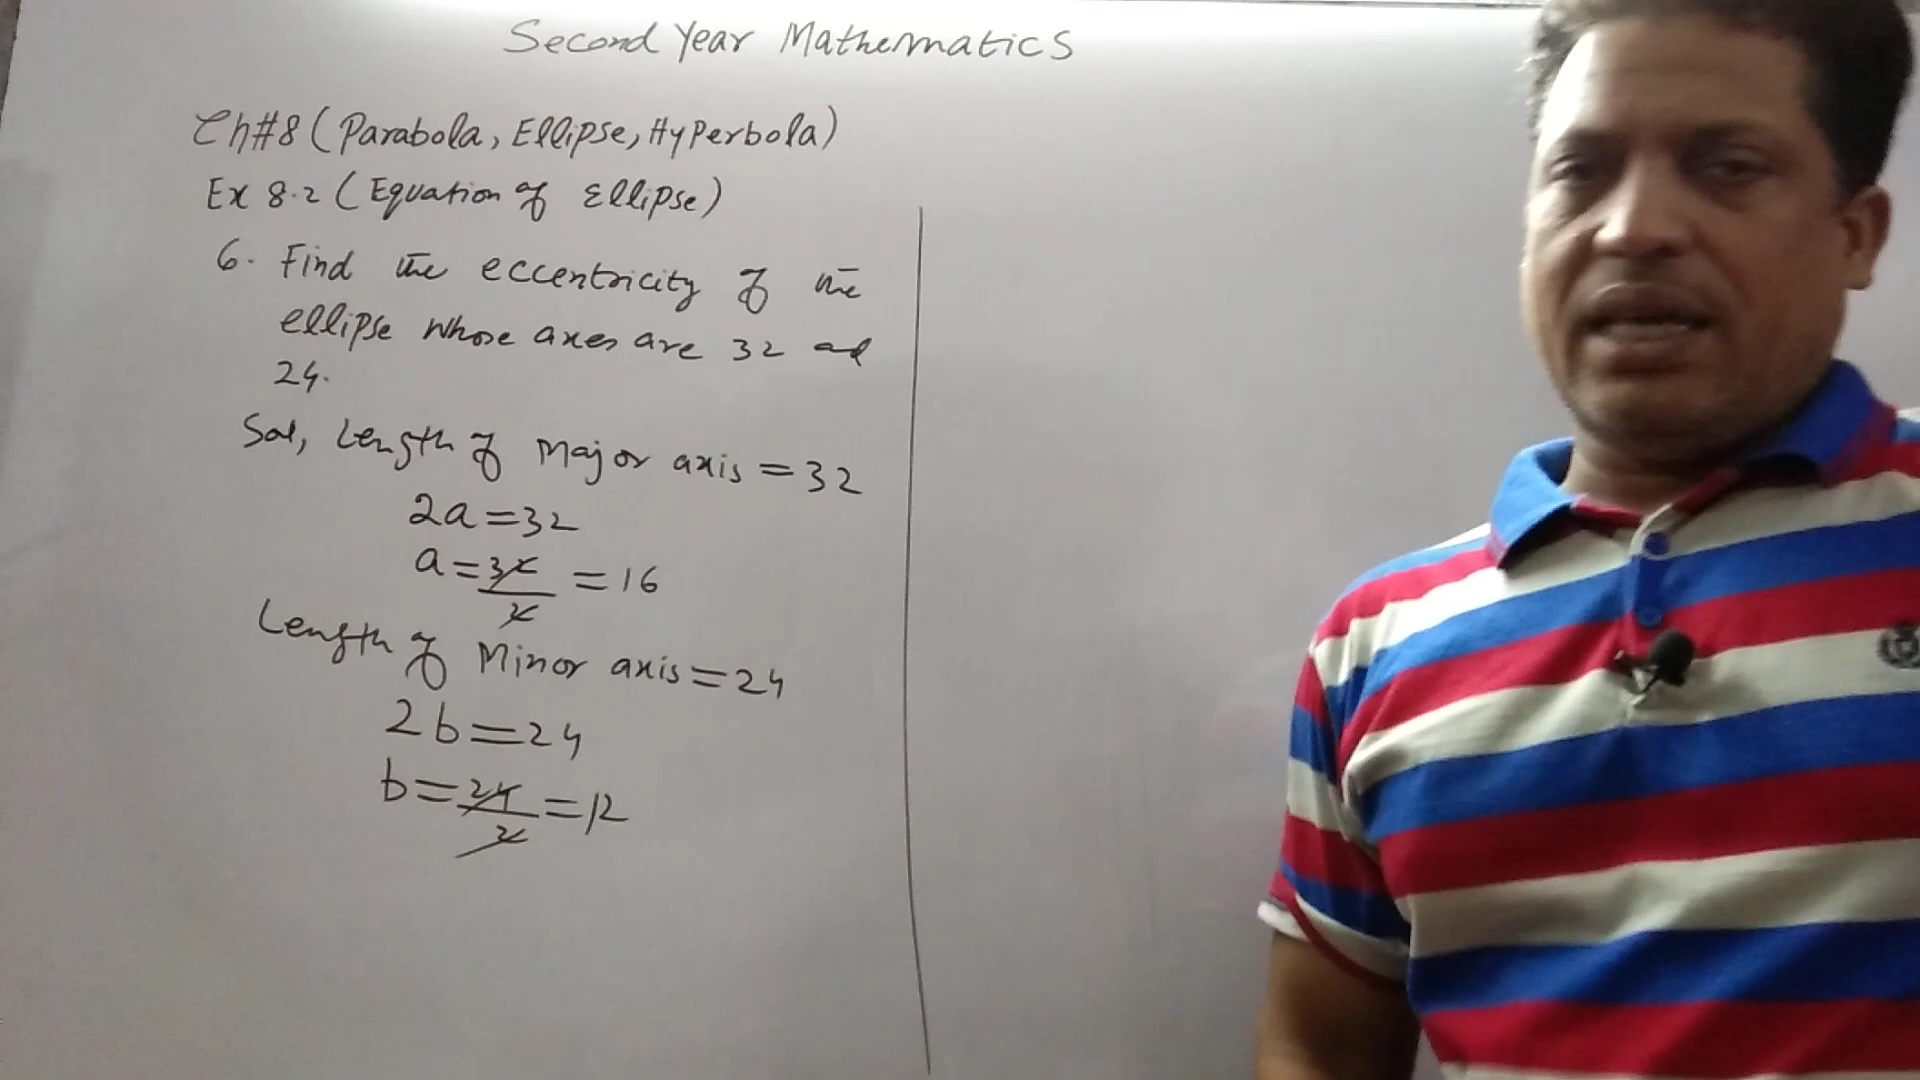 Second Year Mathematics
Ch#8 (Parabola, Ellipse, Hyperbola)
Ex 8.2 (Equation of Ellipse)
6. Find the eccentricity of the
ellipse whose axes are 32 and
24.
Sol, Length of Major axis = 32
2a = 32
a = 32/2 = 16
Length of Minor axis = 24
2b = 24
b = 24/2 = 12